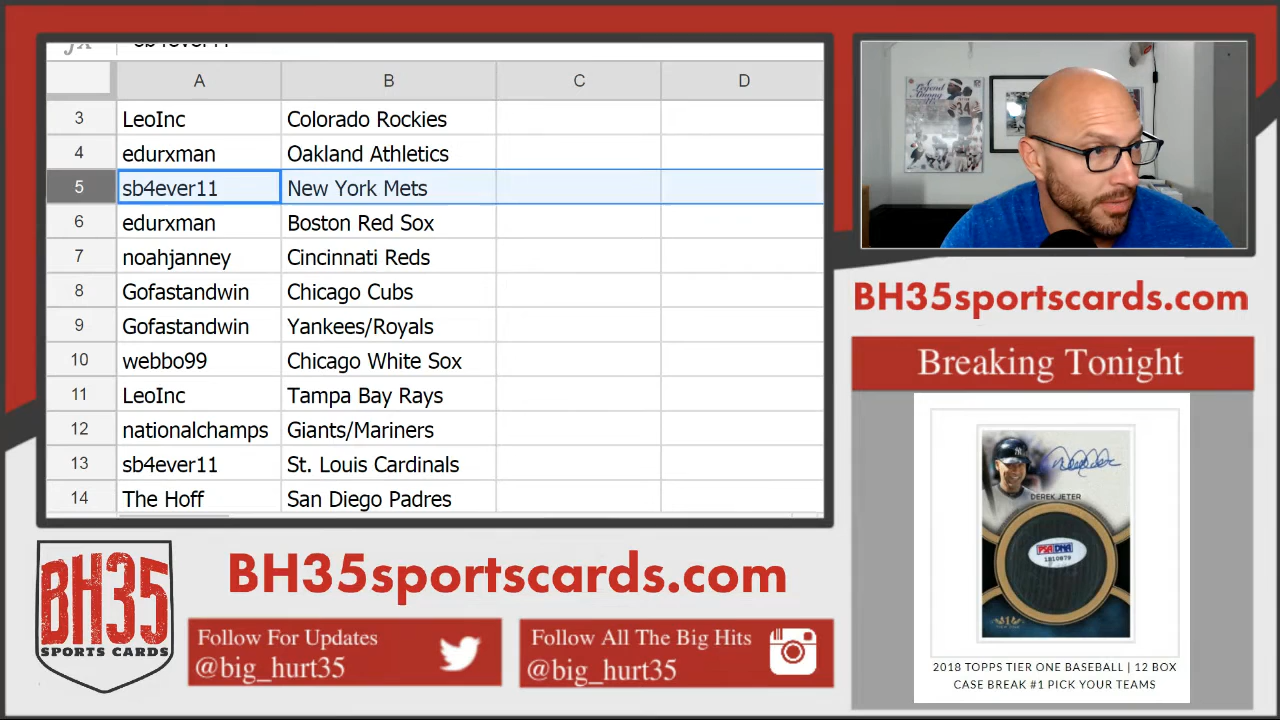 A B C D
3 LeoInc Colorado Rockies
4 edurxman Oakland Athletics
5 sb4ever11 New York Mets
6 edurxman Boston Red Sox
7 noahjanney Cincinnati Reds
8 Gofastandwin Chicago Cubs
9 Gofastandwin Yankees/Royals
10 webbo99 Chicago White Sox
11 LeoInc Tampa Bay Rays
12 nationalchamps Giants/Mariners
13 sb4ever11 St. Louis Cardinals
14 The Hoff San Diego Padres
BH35sportscards.com
Breaking Tonight
DEREK JETER
PSA/DNA
2018 TOPPS TIER ONE BASEBALL | 12 BOX
CASE BREAK #1 PICK YOUR TEAMS
BH35
SPORTS CARDS
BH35sportscards.com
Follow For Updates
@big_hurt35
Follow All The Big Hits
@big_hurt35